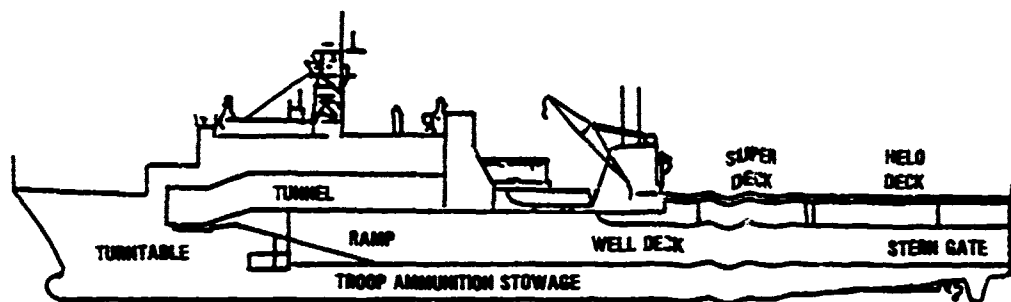 SUPER
DECK
HELO
DECK
TUNNEL
TURNTABLE
RAMP
WELL DECK
STERN GATE
TROOP AMMUNITION STOWAGE